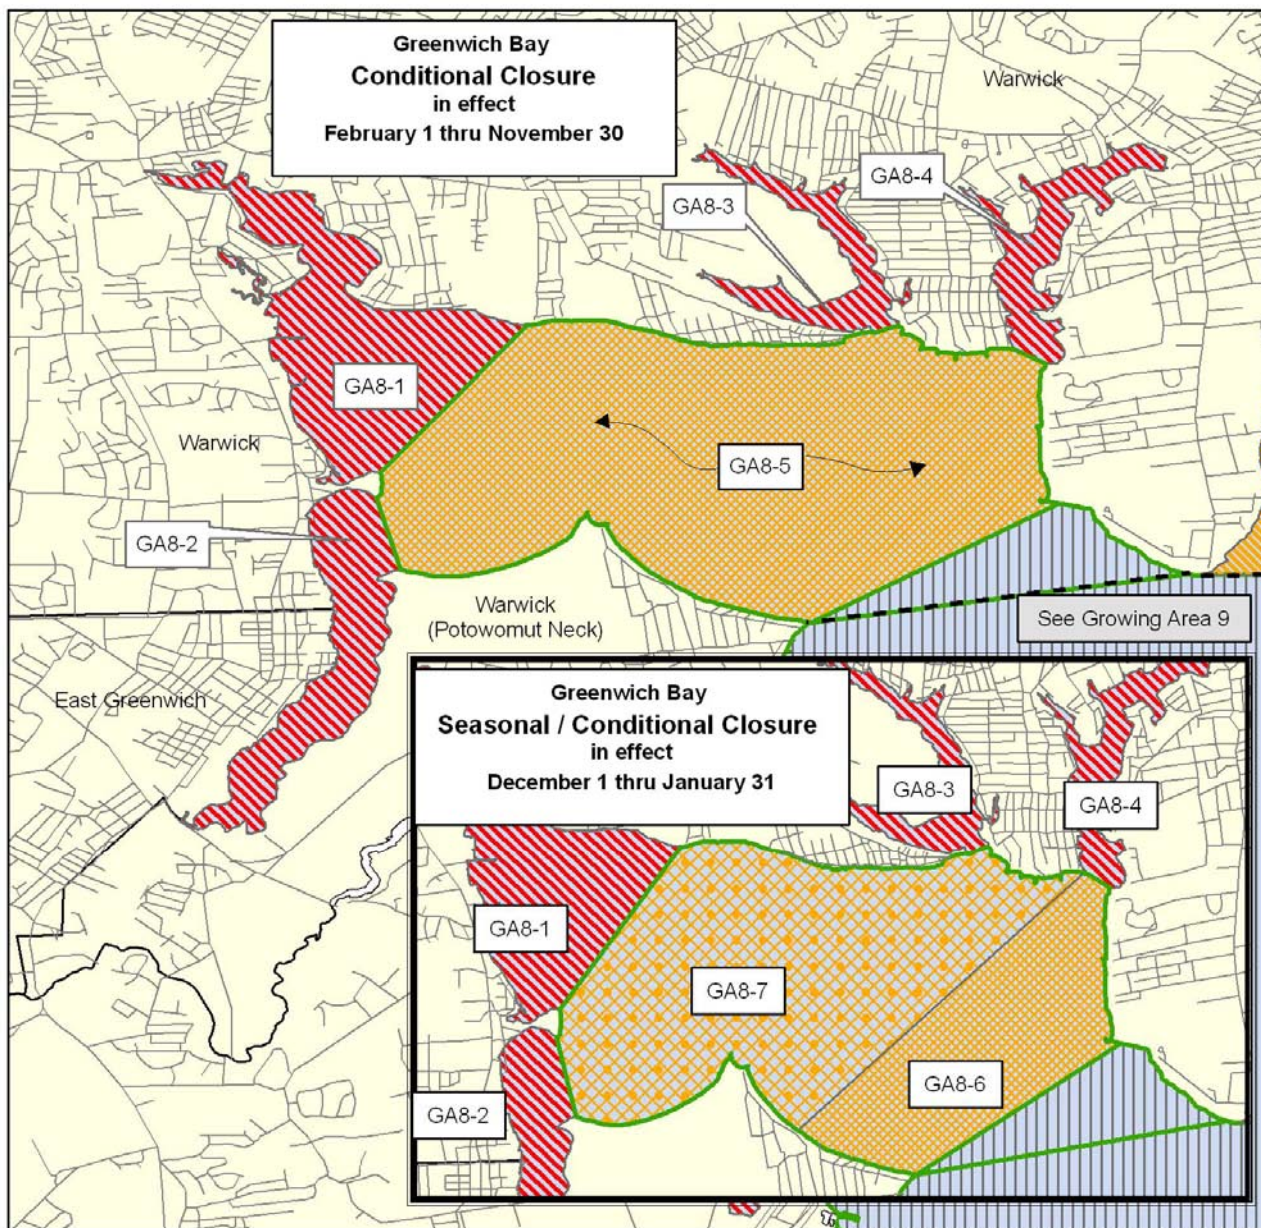 Greenwich Bay
Conditional Closure
in effect
February 1 thru November 30
Warwick
GA8-4
GA8-3
GA8-1
Warwick
GA8-5
GA8-2
Warwick
(Potowomut Neck)
See Growing Area 9
East Greenwich
Greenwich Bay
Seasonal / Conditional Closure
in effect
December 1 thru January 31
GA8-3
GA8-4
GA8-1
GA8-7
GA8-6
GA8-2